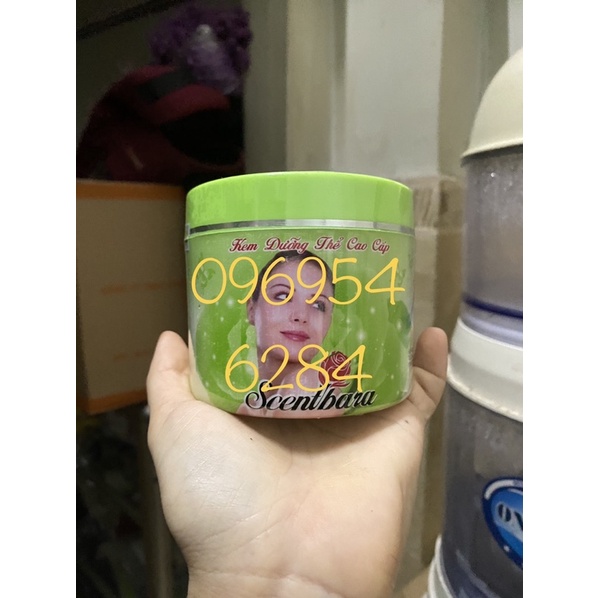 Kem Dưỡng Thể Cao Cấp
096954
6284
Scentbara